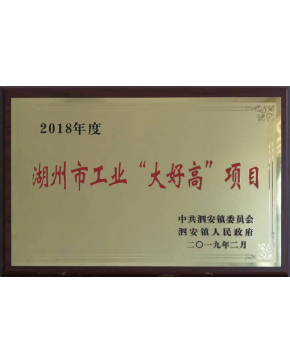 2018年度
湖州市工业“大好高”项目
中共泗安镇委员会
泗安镇人民政府
二〇一九年二月